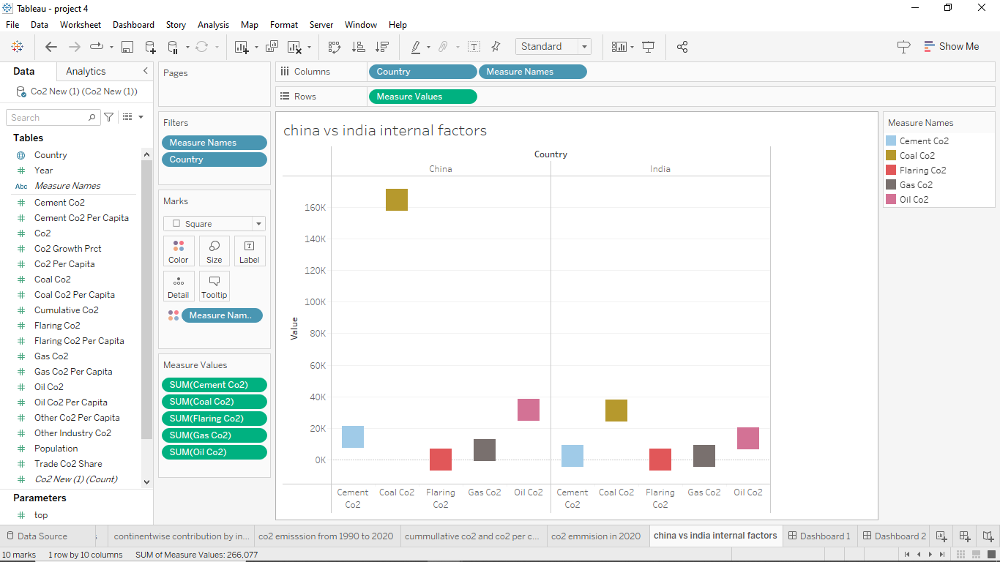 Tableau - project 4
File Data Worksheet Dashboard Story Analysis Map Format Server Window Help
Standard
Show Me
Data Analytics
Co2 New (1) (Co2 New (1))
Search
Tables
Country
Year
Abc Measure Names
Cement Co2
Cement Co2 Per Capita
Co2
Co2 Growth Prct
Co2 Per Capita
Coal Co2
Coal Co2 Per Capita
Cumulative Co2
Flaring Co2
Flaring Co2 Per Capita
Gas Co2
Gas Co2 Per Capita
Oil Co2
Oil Co2 Per Capita
Other Co2 Per Capita
Other Industry Co2
Population
Trade Co2 Share
Co2 New (1) (Count)
Parameters
top
Pages
Filters
Measure Names
Country
Marks
Square
Color Size Label
Detail Tooltip
Measure Nam..
Measure Values
SUM(Cement Co2)
SUM(Coal Co2)
SUM(Flaring Co2)
SUM(Gas Co2)
SUM(Oil Co2)
Columns Country Measure Names
Rows Measure Values
china vs india internal factors
Country
China India
160K
140K
120K
100K
80K
60K
40K
20K
0K
Value
Cement Co2 Coal Co2 Flaring Co2 Gas Co2 Oil Co2 Cement Co2 Coal Co2 Flaring Co2 Gas Co2 Oil Co2
Measure Names
Cement Co2
Coal Co2
Flaring Co2
Gas Co2
Oil Co2
Data Source continentwise contribution by in... co2 emisssion from 1990 to 2020 cummullative co2 and co2 per c... co2 emmision in 2020 china vs india internal factors Dashboard 1 Dashboard 2
10 marks 1 row by 10 columns SUM of Measure Values: 266,077